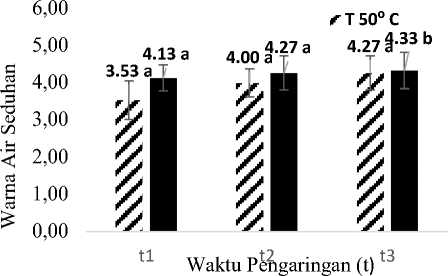 6,00
5,00
4,00
3,00
2,00
1,00
0,00
Warna Air Seduhan
T 50° C
3.53 a
4.13 a
4.00 a
4.27 a
4.27 a
4.33 b
t1
t2
t3
Waktu Pengaringan (t)